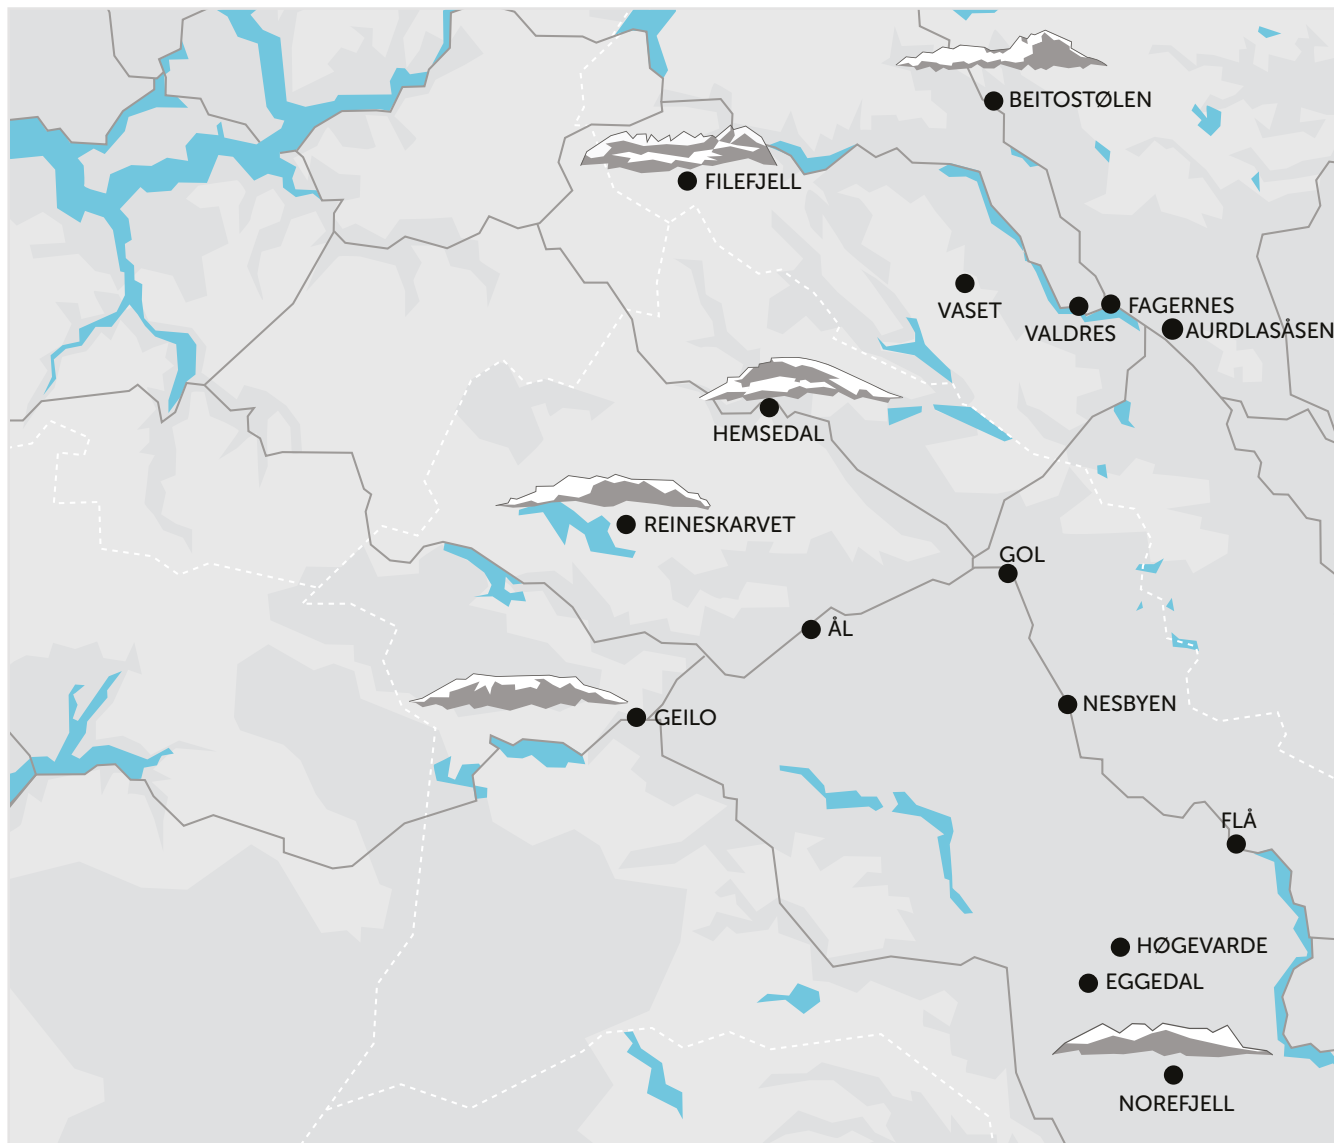 BEITOSTØLEN
FILEFJELL
VASET
FAGERNES
VALDRES
AURDLASÅSEN
HEMSEDAL
REINESKARVET
GOL
ÅL
NESBYEN
GEILO
FLÅ
HØGEVARDE
EGGEDAL
NOREFJELL